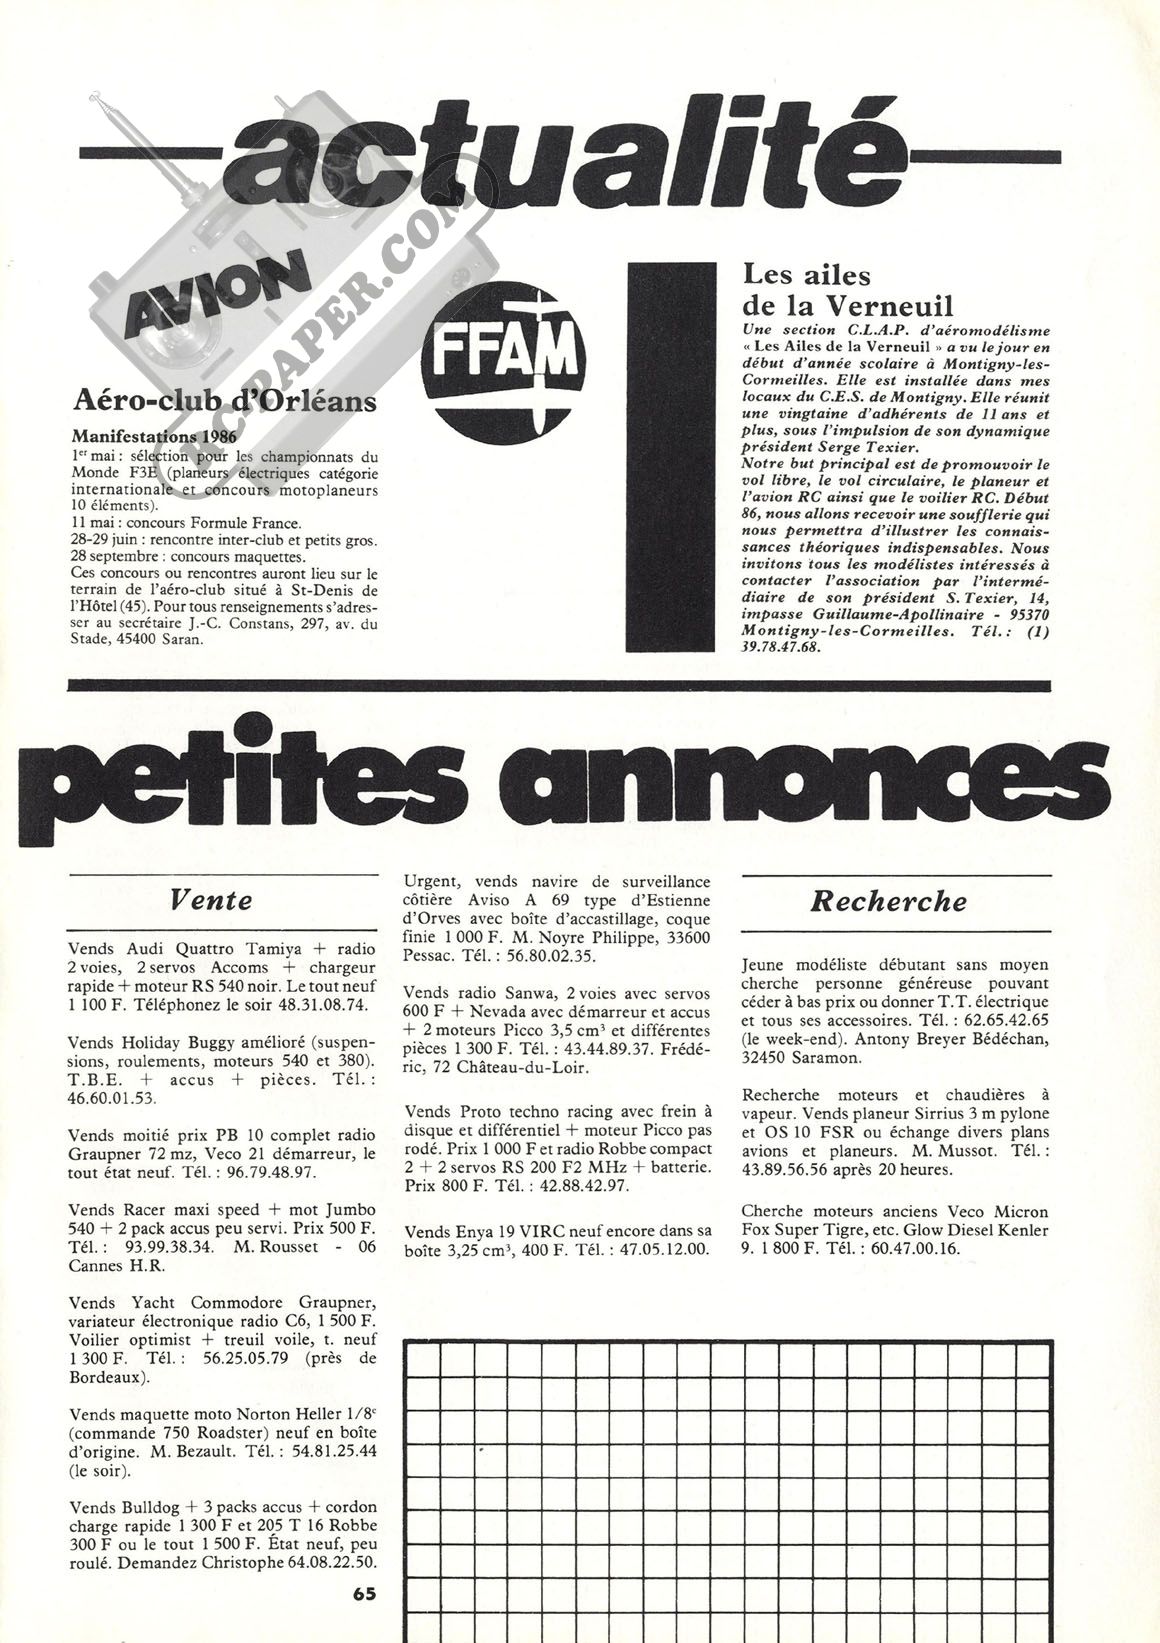 actualité
AVION
RC-PAPER.COM
FFAM
Aéro-club d'Orléans
Manifestations 1986
1er mai : sélection pour les championnats du
Monde F3E (planeurs électriques catégorie
internationale et concours motoplaneurs
10 éléments).
11 mai : concours Formule France.
28-29 juin : rencontre inter-club et petits gros.
28 septembre : concours maquettes.
Ces concours ou rencontres auront lieu sur le
terrain de l'aéro-club situé à St-Denis de
l'Hôtel (45). Pour tous renseignements s'adres-
ser au secrétaire J.-C. Constans, 297, av. du
Stade, 45400 Saran.
Les ailes
de la Verneuil
Une section C.L.A.P. d'aéromodélisme
« Les Ailes de la Verneuil » a vu le jour en
début d'année scolaire à Montigny-les-
Cormeilles. Elle est installée dans mes
locaux du C.E.S. de Montigny. Elle réunit
une vingtaine d'adhérents de 11 ans et
plus, sous l'impulsion de son dynamique
président Serge Texier.
Notre but principal est de promouvoir le
vol libre, le vol circulaire, le planeur et
l'avion RC ainsi que le voilier RC. Début
86, nous allons recevoir une soufflerie qui
nous permettra d'illustrer les connais-
sances théoriques indispensables. Nous
invitons tous les modélistes intéressés à
contacter l'association par l'intermé-
diaire de son président S. Texier, 14,
impasse Guillaume-Apollinaire - 95370
Montigny-les-Cormeilles. Tél. : (1)
39.78.47.68.
petites annonces
Vente
Vends Audi Quattro Tamiya + radio
2 voies, 2 servos Accoms + chargeur
rapide + moteur RS 540 noir. Le tout neuf
1 100 F. Téléphonez le soir 48.31.08.74.
Vends Holiday Buggy amélioré (suspen-
sions, roulements, moteurs 540 et 380).
T.B.E. + accus + pièces. Tél. :
46.60.01.53.
Vends moitié prix PB 10 complet radio
Graupner 72 mz, Veco 21 démarreur, le
tout état neuf. Tél. : 96.79.48.97.
Vends Racer maxi speed + mot Jumbo
540 + 2 pack accus peu servi. Prix 500 F.
Tél. : 93.99.38.34. M. Rousset - 06
Cannes H.R.
Vends Yacht Commodore Graupner,
variateur électronique radio C6, 1 500 F.
Voilier optimist + treuil voile, t. neuf
1 300 F. Tél. : 56.25.05.79 (près de
Bordeaux).
Vends maquette moto Norton Heller 1/8e
(commande 750 Roadster) neuf en boîte
d'origine. M. Bezault. Tél. : 54.81.25.44
(le soir).
Vends Bulldog + 3 packs accus + cordon
charge rapide 1 300 F et 205 T 16 Robbe
300 F ou le tout 1 500 F. État neuf, peu
roulé. Demandez Christophe 64.08.22.50.
65
Urgent, vends navire de surveillance
côtière Aviso A 69 type d'Estienne
d'Orves avec boîte d'accastillage, coque
finie 1 000 F. M. Noyre Philippe, 33600
Pessac. Tél. : 56.80.02.35.
Vends radio Sanwa, 2 voies avec servos
600 F + Nevada avec démarreur et accus
+ 2 moteurs Picco 3,5 cm³ et différentes
pièces 1 300 F. Tél. : 43.44.89.37. Frédé-
ric, 72 Château-du-Loir.
Vends Proto techno racing avec frein à
disque et différentiel + moteur Picco pas
rodé. Prix 1 000 F et radio Robbe compact
2 + 2 servos RS 200 F2 MHz + batterie.
Prix 800 F. Tél. : 42.88.42.97.
Vends Enya 19 VIRC neuf encore dans sa
boîte 3,25 cm³, 400 F. Tél. : 47.05.12.00.
Recherche
Jeune modéliste débutant sans moyen
cherche personne généreuse pouvant
céder à bas prix ou donner T.T. électrique
et tous ses accessoires. Tél. : 62.65.42.65
(le week-end). Antony Breyer Bédéchan,
32450 Saramon.
Recherche moteurs et chaudières à
vapeur. Vends planeur Sirrius 3 m pylone
et OS 10 FSR ou échange divers plans
avions et planeurs. M. Mussot. Tél. :
43.89.56.56 après 20 heures.
Cherche moteurs anciens Veco Micron
Fox Super Tigre, etc. Glow Diesel Kenler
9. 1 800 F. Tél. : 60.47.00.16.